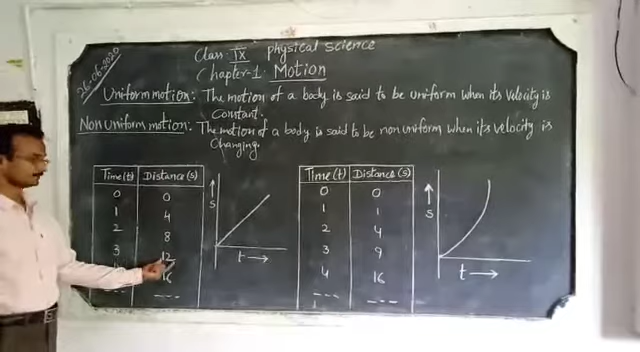 26-06-2020
Class: IX physical science
Chapter-1: Motion
Uniform motion: The motion of a body is said to be uniform when its velocity is
constant.
Non uniform motion: The motion of a body is said to be non uniform when its velocity is
changing.
Time(t) Distance(s)
0 0
1 4
2 8
3 12
16
--- ---
s
t
Time(t) Distance(s)
0 0
1 1
2 4
3 9
4 16
--- ---
s
t